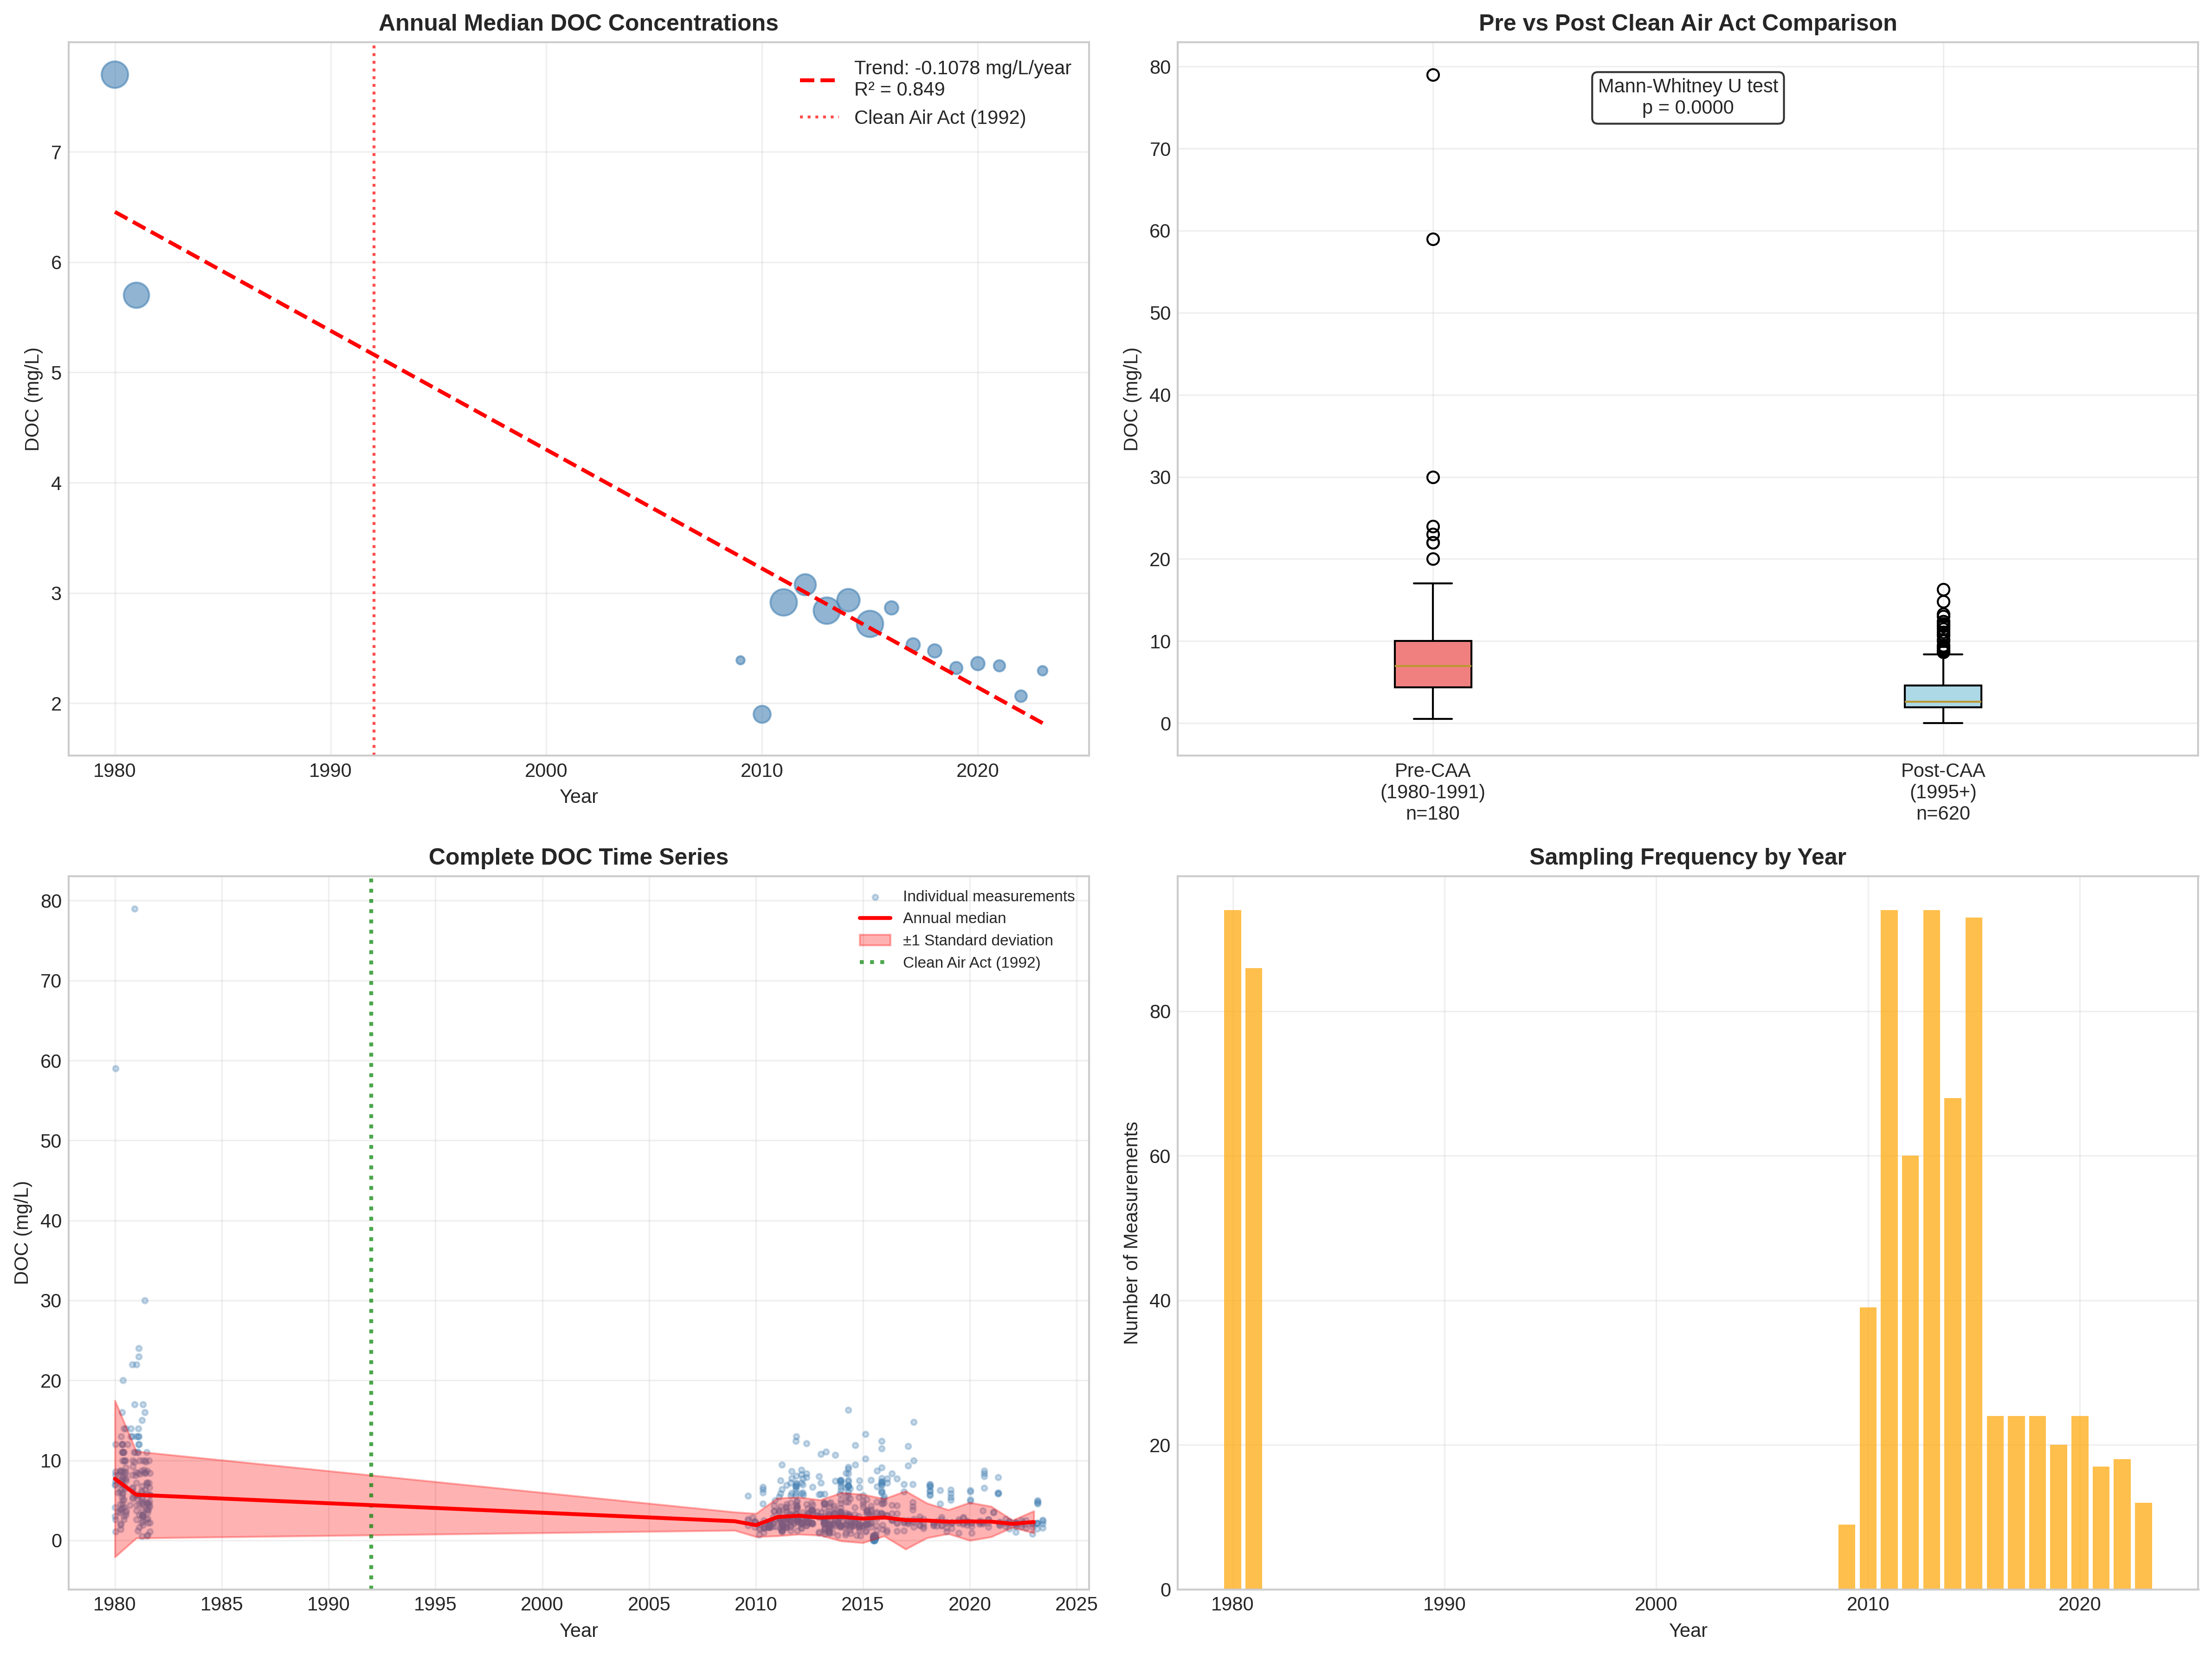 Annual Median DOC Concentrations
Trend: -0.1078 mg/L/year
R² = 0.849
Clean Air Act (1992)
DOC (mg/L)
7
6
5
4
3
2
1980
1990
2000
2010
2020
Year
Pre vs Post Clean Air Act Comparison
Mann-Whitney U test
p = 0.0000
DOC (mg/L)
80
70
60
50
40
30
20
10
0
Pre-CAA
(1980-1991)
n=180
Post-CAA
(1995+)
n=620
Complete DOC Time Series
Individual measurements
Annual median
±1 Standard deviation
Clean Air Act (1992)
DOC (mg/L)
80
70
60
50
40
30
20
10
0
1980
1985
1990
1995
2000
2005
2010
2015
2020
2025
Year
Sampling Frequency by Year
Number of Measurements
80
60
40
20
0
1980
1990
2000
2010
2020
Year